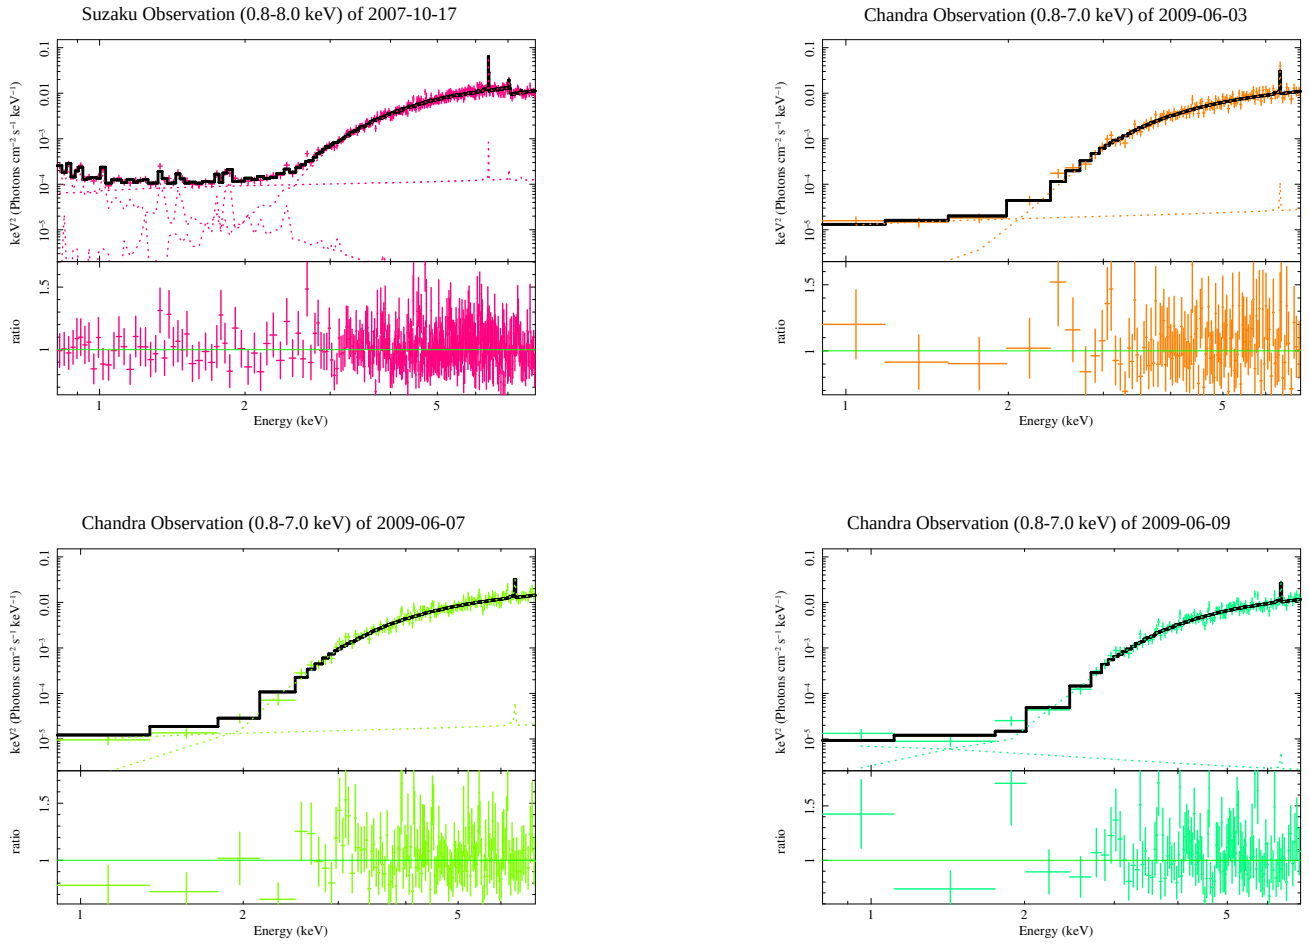 Suzaku Observation (0.8-8.0 keV) of 2007-10-17
0.1
0.01
10⁻³
10⁻⁴
10⁻⁵
keV² (Photons cm⁻² s⁻¹ keV⁻¹)
1.5
1
ratio
1 2 5
Energy (keV)
Chandra Observation (0.8-7.0 keV) of 2009-06-03
0.1
0.01
10⁻³
10⁻⁴
10⁻⁵
keV² (Photons cm⁻² s⁻¹ keV⁻¹)
1.5
1
ratio
1 2 5
Energy (keV)
Chandra Observation (0.8-7.0 keV) of 2009-06-07
0.1
0.01
10⁻³
10⁻⁴
10⁻⁵
keV² (Photons cm⁻² s⁻¹ keV⁻¹)
1.5
1
ratio
1 2 5
Energy (keV)
Chandra Observation (0.8-7.0 keV) of 2009-06-09
0.1
0.01
10⁻³
10⁻⁴
10⁻⁵
keV² (Photons cm⁻² s⁻¹ keV⁻¹)
1.5
1
ratio
1 2 5
Energy (keV)